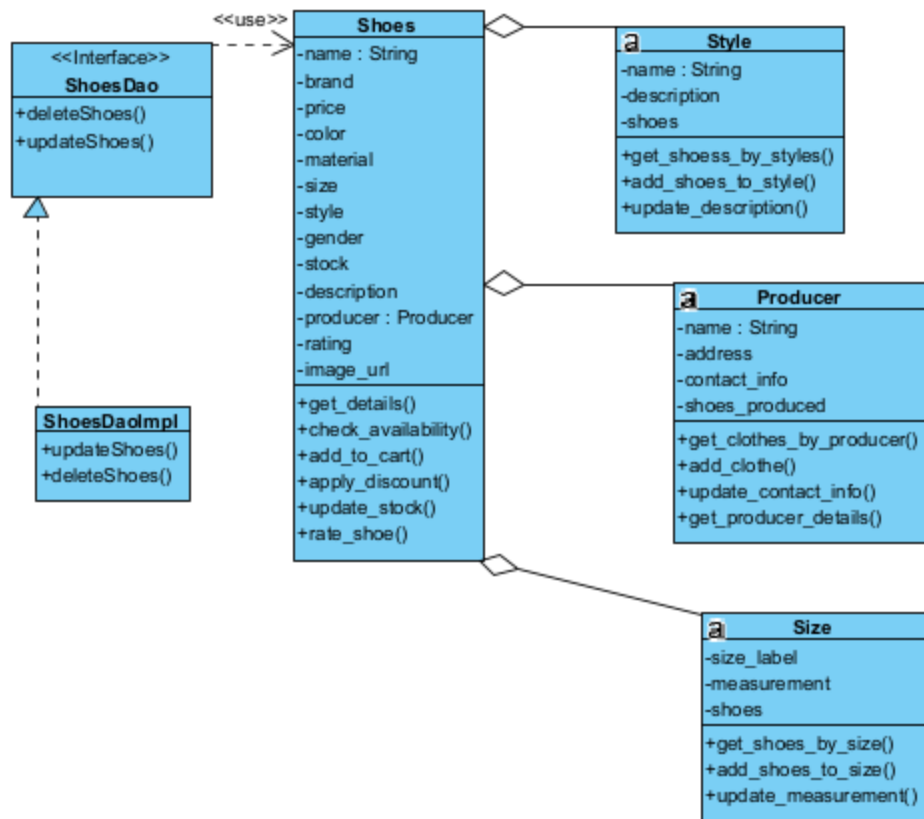 <<use>>
<<Interface>>
ShoesDao
+deleteShoes()
+updateShoes()
ShoesDaoImpl
+updateShoes()
+deleteShoes()
Shoes
-name : String
-brand
-price
-color
-material
-size
-style
-gender
-stock
-description
-producer : Producer
-rating
-image_url
+get_details()
+check_availability()
+add_to_cart()
+apply_discount()
+update_stock()
+rate_shoe()
a
Style
-name : String
-description
-shoes
+get_shoess_by_styles()
+add_shoes_to_style()
+update_description()
a
Producer
-name : String
-address
-contact_info
-shoes_produced
+get_clothes_by_producer()
+add_clothe()
+update_contact_info()
+get_producer_details()
a
Size
-size_label
-measurement
-shoes
+get_shoes_by_size()
+add_shoes_to_size()
+update_measurement()